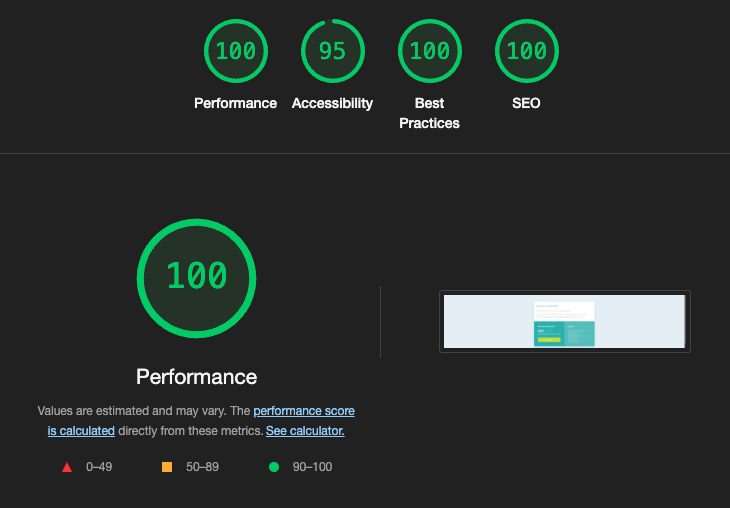 100 95 100 100
Performance Accessibility Best Practices SEO
100
Performance
Values are estimated and may vary. The performance score
is calculated directly from these metrics. See calculator.
0–49 50–89 90–100